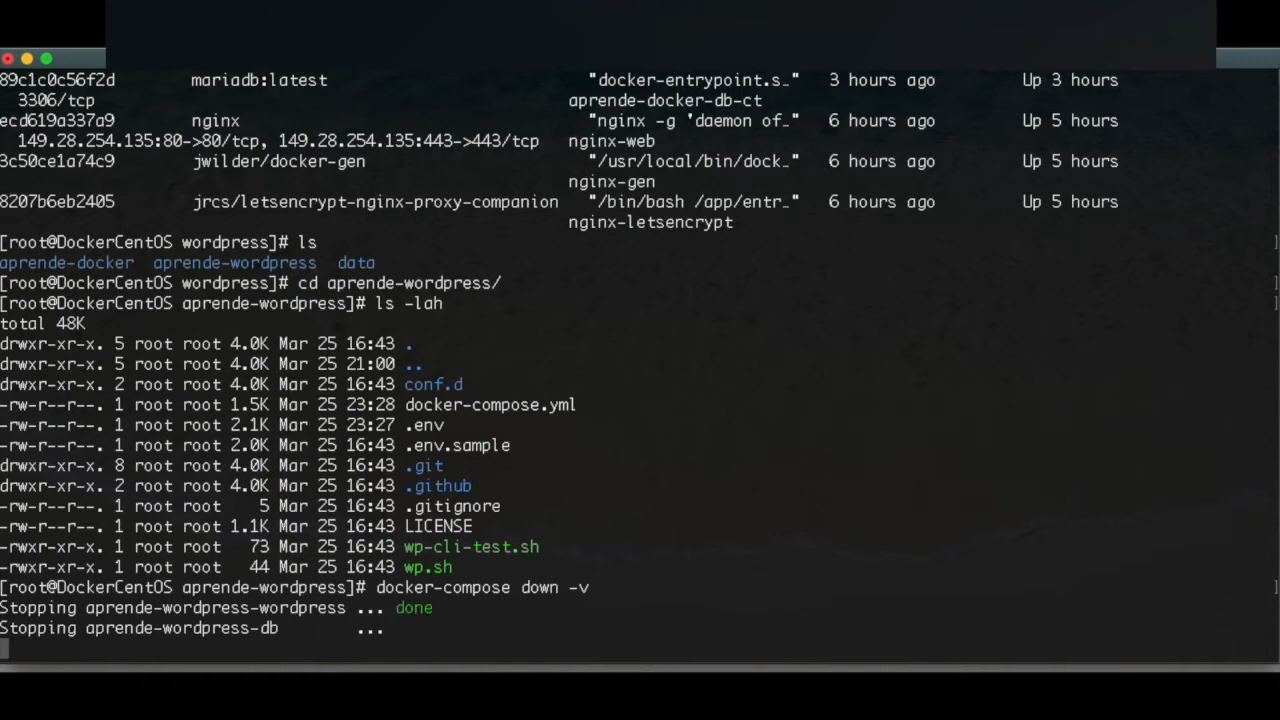 89c1c0c56f2d        mariadb:latest                           "docker-entrypoint.s…"   3 hours ago         Up 3 hours
  3306/tcp                                                 aprende-docker-db-ct
ecd619a337a9        nginx                                    "nginx -g 'daemon of…"   6 hours ago         Up 5 hours
  149.28.254.135:80->80/tcp, 149.28.254.135:443->443/tcp   nginx-web
3c50ce1a74c9        jwilder/docker-gen                       "/usr/local/bin/dock…"   6 hours ago         Up 5 hours
                                                           nginx-gen
8207b6eb2405        jrcs/letsencrypt-nginx-proxy-companion   "/bin/bash /app/entr…"   6 hours ago         Up 5 hours
                                                           nginx-letsencrypt
[root@DockerCentOS wordpress]# ls
aprende-docker  aprende-wordpress  data
[root@DockerCentOS wordpress]# cd aprende-wordpress/
[root@DockerCentOS aprende-wordpress]# ls -lah
total 48K
drwxr-xr-x. 5 root root 4.0K Mar 25 16:43 .
drwxr-xr-x. 5 root root 4.0K Mar 25 21:00 ..
drwxr-xr-x. 2 root root 4.0K Mar 25 16:43 conf.d
-rw-r--r--. 1 root root 1.5K Mar 25 23:28 docker-compose.yml
-rw-r--r--. 1 root root 2.1K Mar 25 23:27 .env
-rw-r--r--. 1 root root 2.0K Mar 25 16:43 .env.sample
drwxr-xr-x. 8 root root 4.0K Mar 25 16:43 .git
drwxr-xr-x. 2 root root 4.0K Mar 25 16:43 .github
-rw-r--r--. 1 root root    5 Mar 25 16:43 .gitignore
-rw-r--r--. 1 root root 1.1K Mar 25 16:43 LICENSE
-rwxr-xr-x. 1 root root   73 Mar 25 16:43 wp-cli-test.sh
-rwxr-xr-x. 1 root root   44 Mar 25 16:43 wp.sh
[root@DockerCentOS aprende-wordpress]# docker-compose down -v
Stopping aprende-wordpress-wordpress ... done
Stopping aprende-wordpress-db        ...